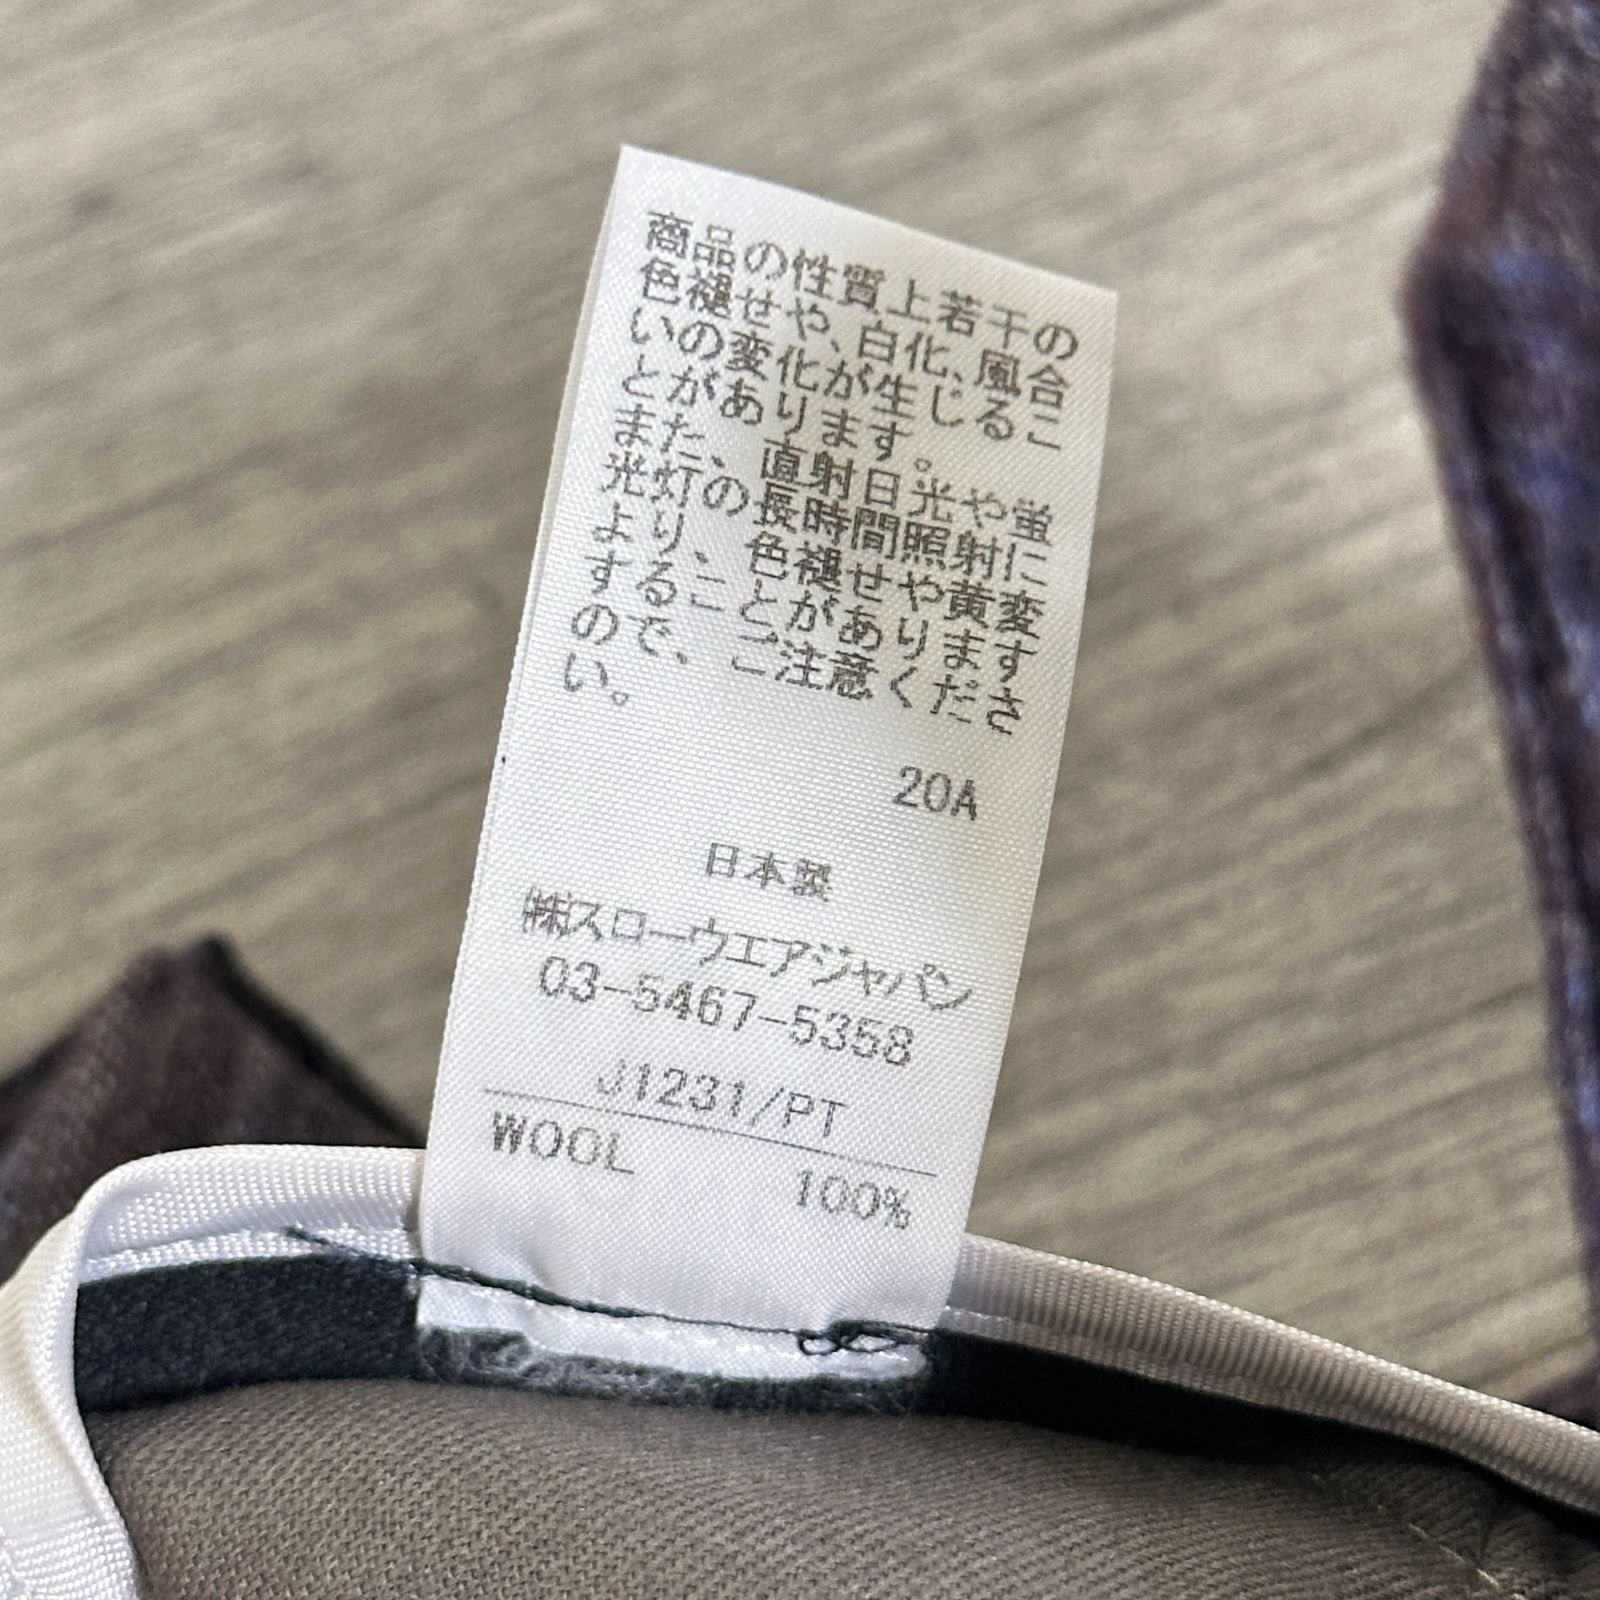 商品の性質上若干の
色褪せや、白化、風合
いの変化が生じるこ
とがあります。
また、直射日光や蛍
光灯の長時間照射に
より、色褪せや黄変
することがあります
ので、ご注意くださ
い。
20A
日本製
㈱スローウエアジャパン
03-5467-5358
J1231/PT
WOOL 100%